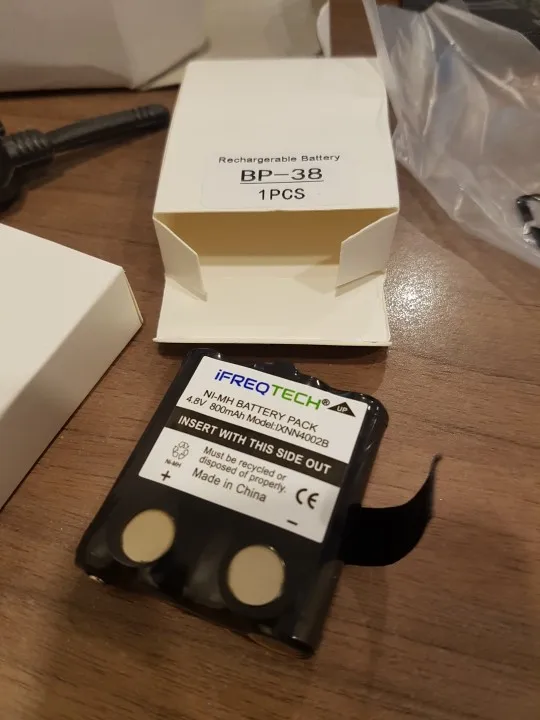 Rechargerable Battery
BP-38
1PCS
iFREQTECH®
UP
NI-MH BATTERY PACK
4.8V 800mAh Model:IXNN4002B
INSERT WITH THIS SIDE OUT
Ni-MH
Must be recycled or
disposed of properly.
Made in China
CE
+
−